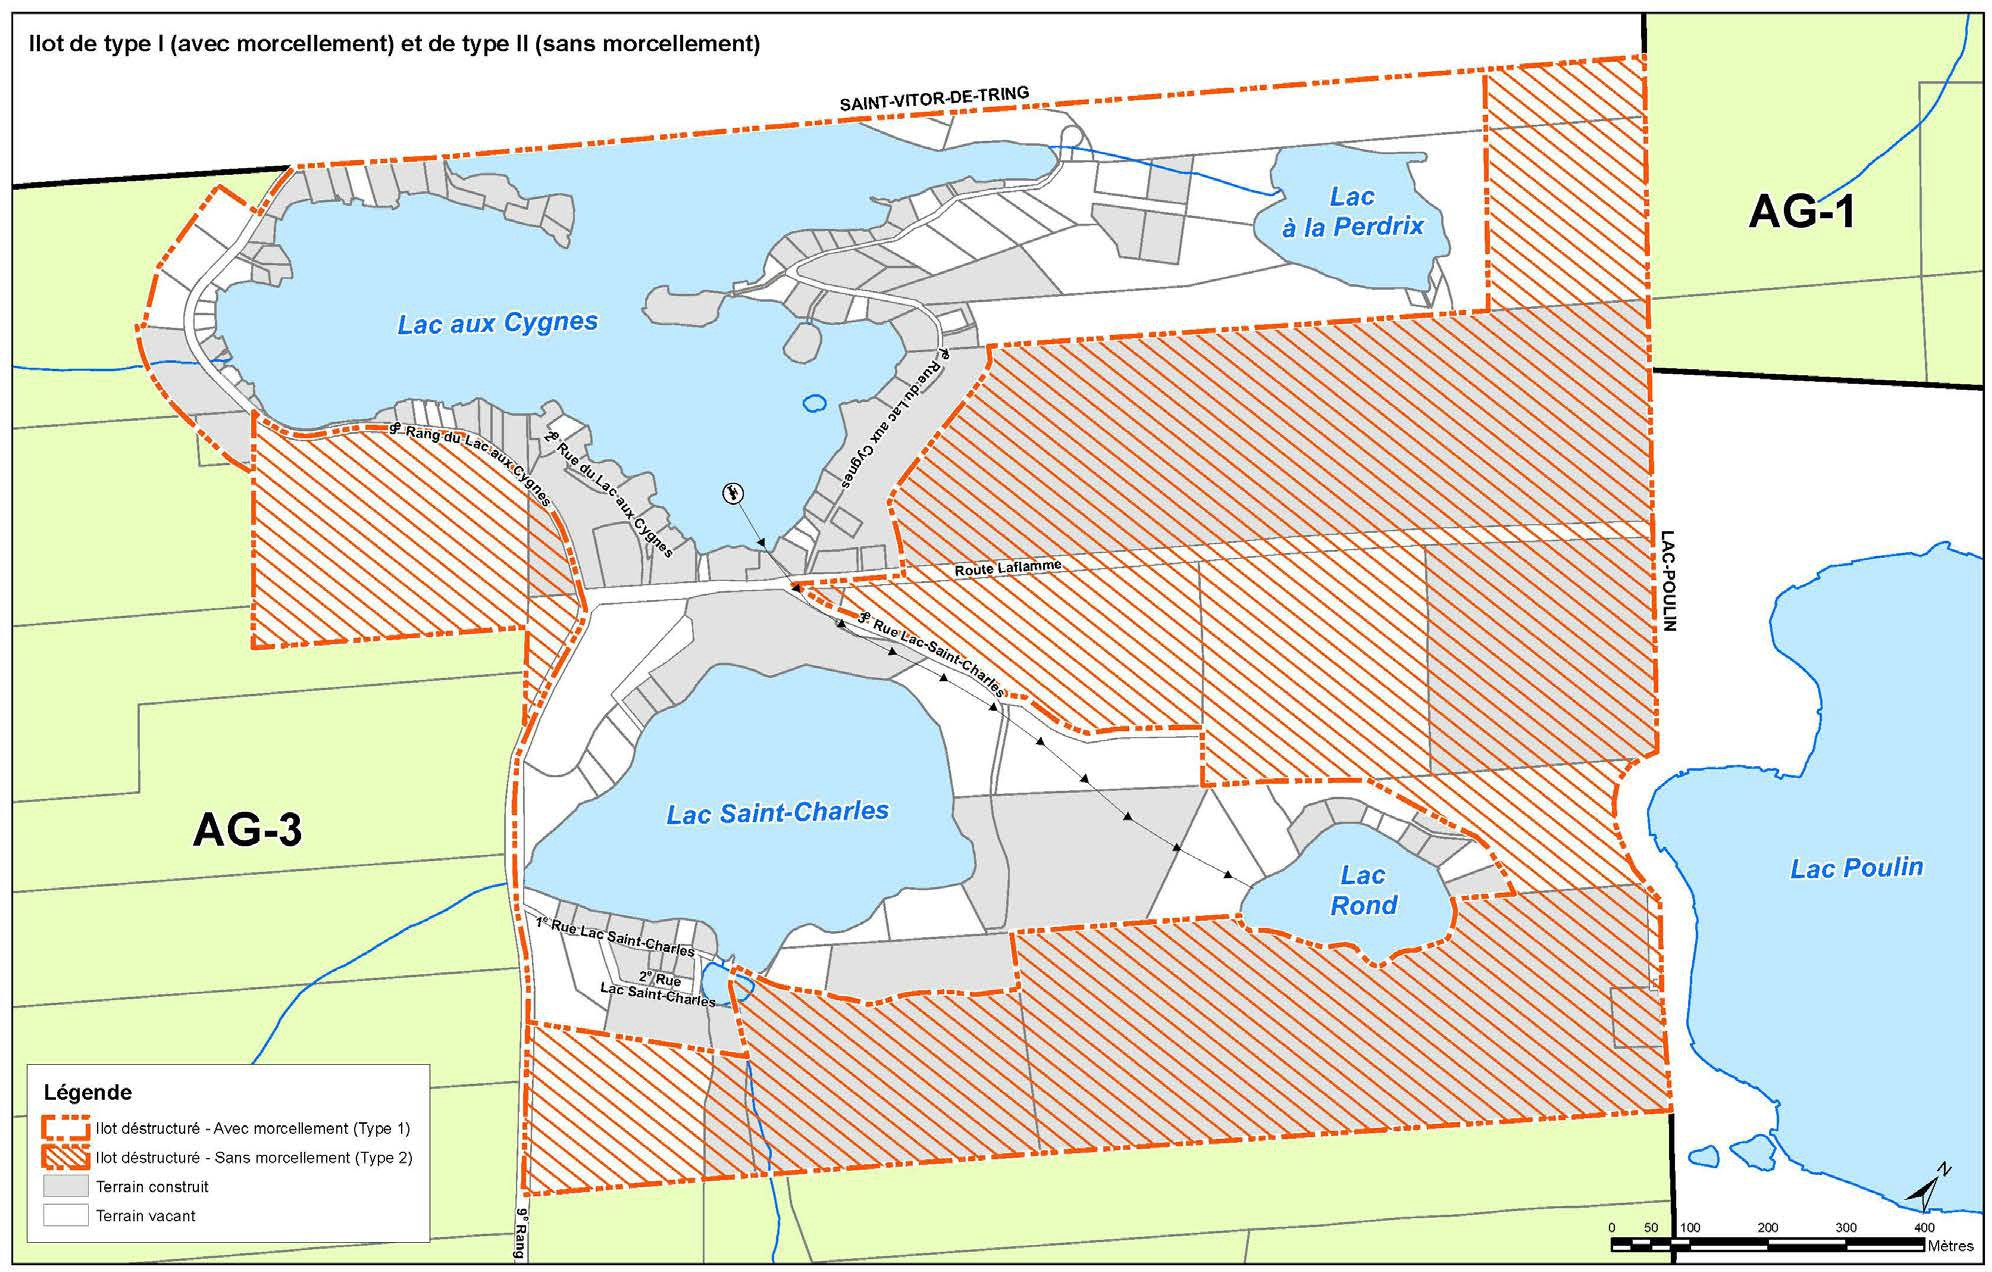 Ilot de type I (avec morcellement) et de type II (sans morcellement)
SAINT-VITOR-DE-TRING
AG-1
Lac
à la Perdrix
Lac aux Cygnes
1e Rue du Lac aux Cygnes
9e Rang du Lac aux Cygnes
2e Rue du Lac aux Cygnes
Route Laflamme
LAC-POULIN
3e Rue Lac-Saint-Charles
Lac Saint-Charles
AG-3
Lac
Rond
Lac Poulin
1e Rue Lac Saint-Charles
2e Rue
Lac Saint-Charles
Légende
Ilot déstructuré - Avec morcellement (Type 1)
Ilot déstructuré - Sans morcellement (Type 2)
Terrain construit
Terrain vacant
9e Rang
N
0 50 100 200 300 400
Mètres